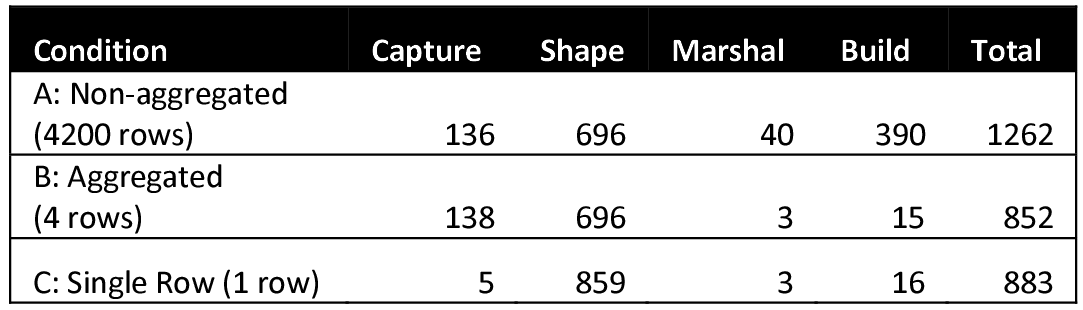 Condition Capture Shape Marshal Build Total
A: Non-aggregated
(4200 rows) 136 696 40 390 1262
B: Aggregated
(4 rows) 138 696 3 15 852
C: Single Row (1 row) 5 859 3 16 883